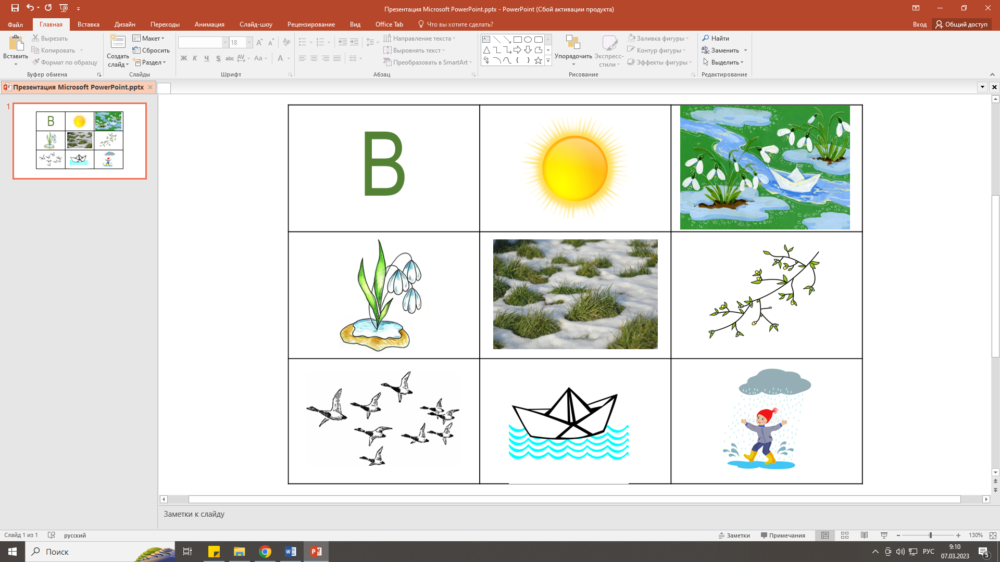 Презентация Microsoft PowerPoint.pptx - PowerPoint (Сбой активации продукта)
Файл Главная Вставка Дизайн Переходы Анимация Слайд-шоу Рецензирование Вид Office Tab Что вы хотите сделать? Вход Общий доступ
Вставить
Вырезать
Копировать
Формат по образцу
Буфер обмена
Создать слайд
Макет
Сбросить
Раздел
Слайды
18
Ж К Ч S abc AV Aa A
Шрифт
Направление текста
Выровнять текст
Преобразовать в SmartArt
Абзац
Упорядочить
Экспресс-стили
Заливка фигуры
Контур фигуры
Эффекты фигуры
Рисование
Найти
Заменить
Выделить
Редактирование
Презентация Microsoft PowerPoint.pptx
1
В
В
Заметки к слайду
Слайд 1 из 1 русский Заметки Примечания 130%
Поиск
РУС
9:10
07.03.2023
5